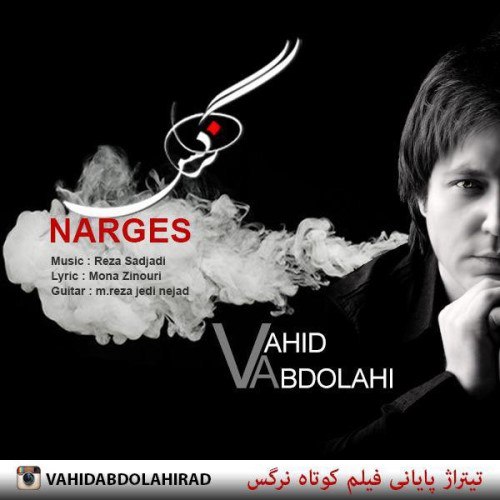 نرگس
NARGES
Music : Reza Sadjadi
Lyric : Mona Zinouri
Guitar : m.reza jedi nejad
VAHID
ABDOLAHI
VAHIDABDOLAHIRAD
تیتراژ پایانی فیلم کوتاه نرگس